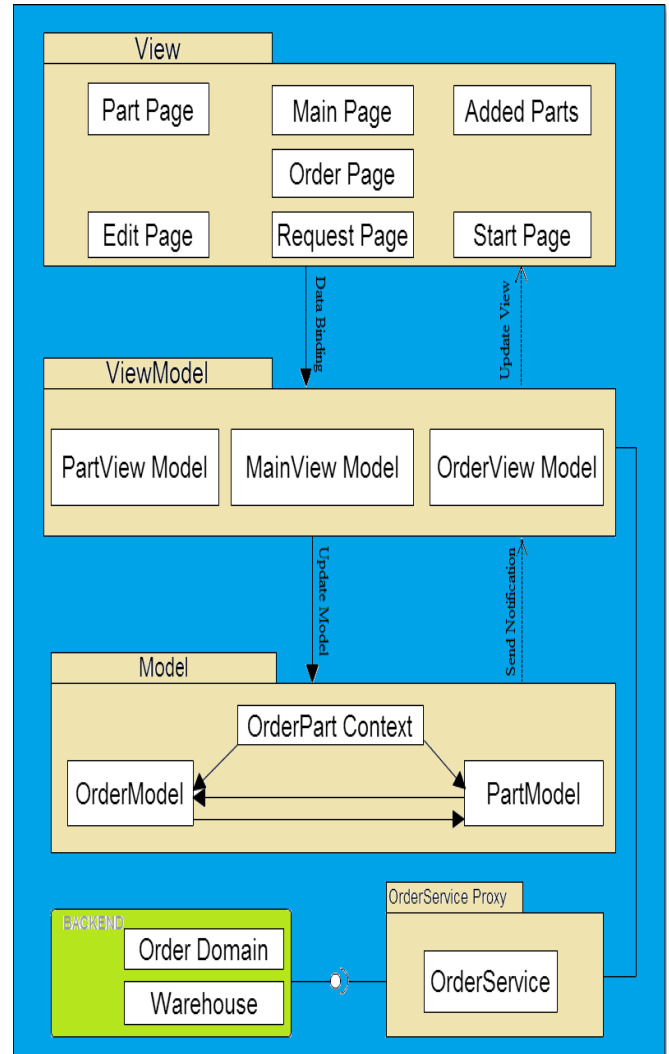 View
Part Page
Main Page
Added Parts
Order Page
Edit Page
Request Page
Start Page
Data Binding
Update View
ViewModel
PartView Model
MainView Model
OrderView Model
Update Model
Send Notification
Model
OrderPart Context
OrderModel
PartModel
BACKEND
Order Domain
Warehouse
OrderService Proxy
OrderService